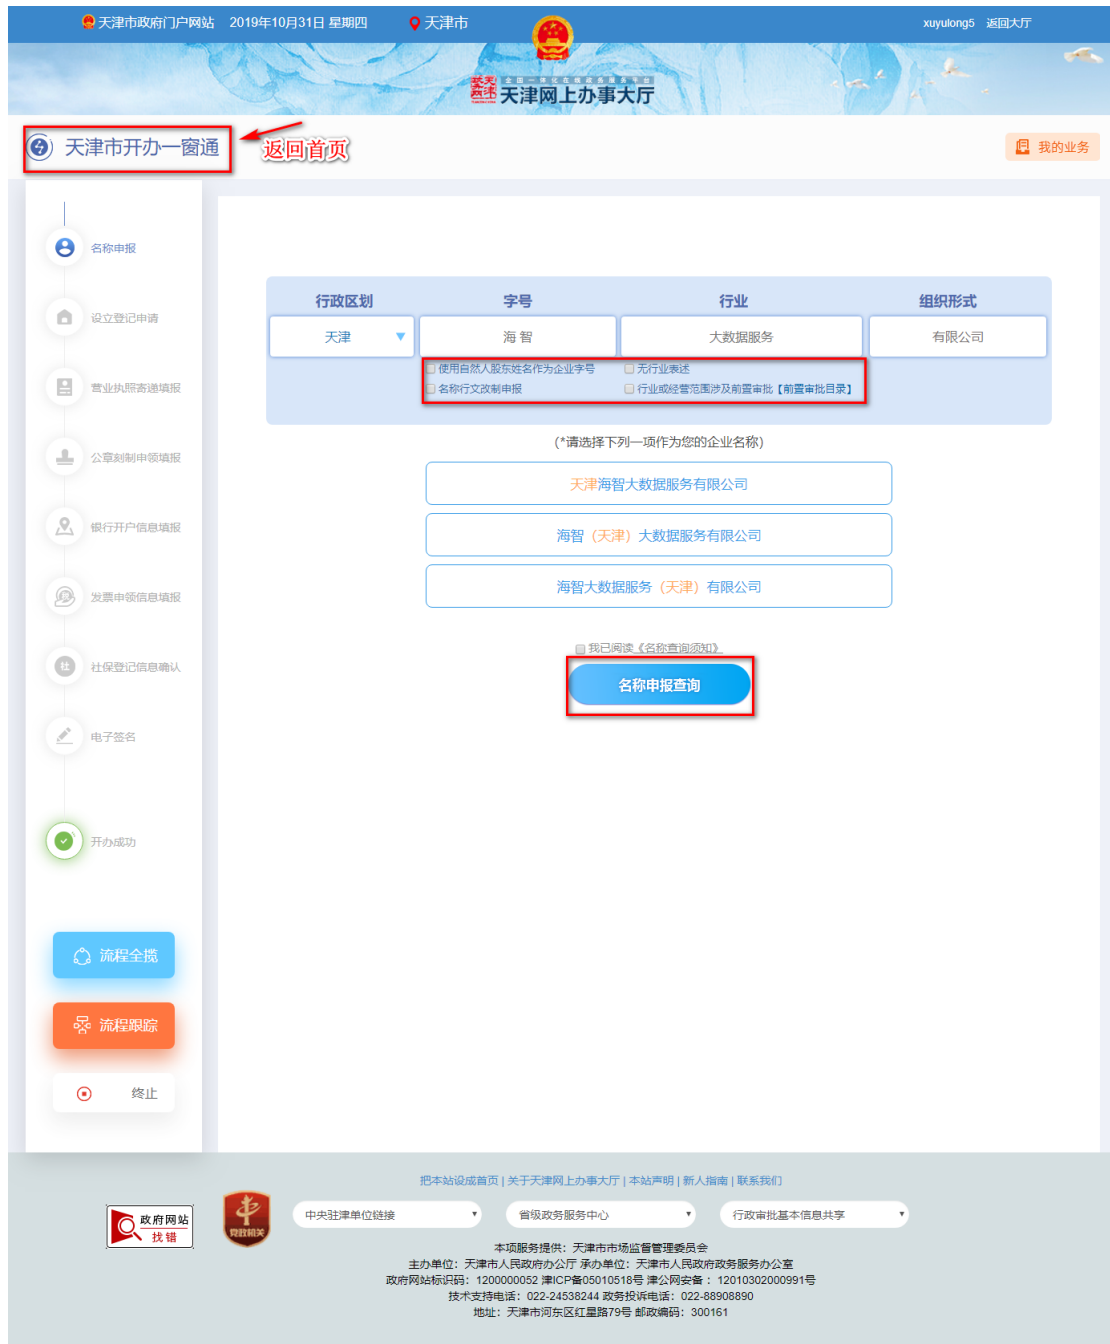 天津市政府门户网站 2019年10月31日 星期四 天津市 xuyulong5 返回大厅
全国一体化在线政务服务平台
天津网上办事大厅
天津市开办一窗通 返回首页 我的业务
名称申报
设立登记申请
营业执照寄递填报
公章刻制申领填报
银行开户信息填报
发票申领信息填报
社 社保登记信息确认
电子签名
开办成功
流程全揽
流程跟踪
终止
行政区划 字号 行业 组织形式
天津 海智 大数据服务 有限公司
使用自然人股东姓名作为企业字号 无行业表述
名称行文改制申报 行业或经营范围涉及前置审批【前置审批目录】
(*请选择下列一项作为您的企业名称)
天津海智大数据服务有限公司
海智（天津）大数据服务有限公司
海智大数据服务（天津）有限公司
我已阅读《名称查询须知》
名称申报查询
把本站设成首页 | 关于天津网上办事大厅 | 本站声明 | 新人指南 | 联系我们
政府网站
找错
党政机关
中央驻津单位链接 省级政务服务中心 行政审批基本信息共享
本项服务提供：天津市市场监督管理委员会
主办单位：天津市人民政府办公厅 承办单位：天津市人民政府政务服务办公室
政府网站标识码：1200000052 津ICP备05010518号 津公网安备：12010302000991号
技术支持电话：022-24538244 政务投诉电话：022-88908890
地址：天津市河东区红星路79号 邮政编码：300161